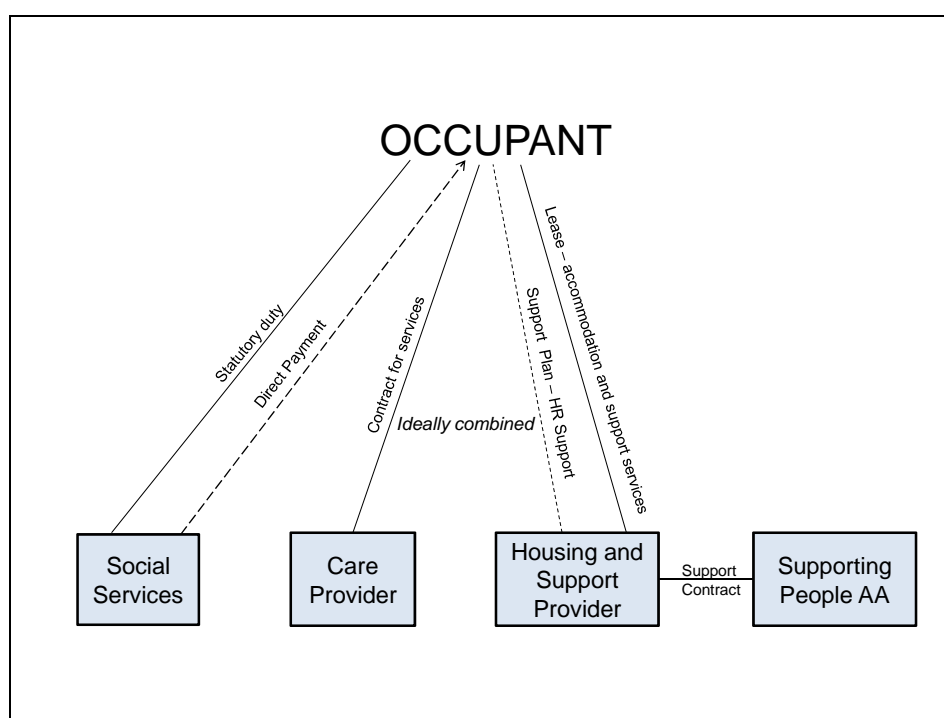 OCCUPANT
Statutory duty
Direct Payment
Contract for services
Ideally combined
Support Plan – HR Support
Lease – accommodation and support services
Social
Services
Care
Provider
Housing and
Support
Provider
Support
Contract
Supporting
People AA